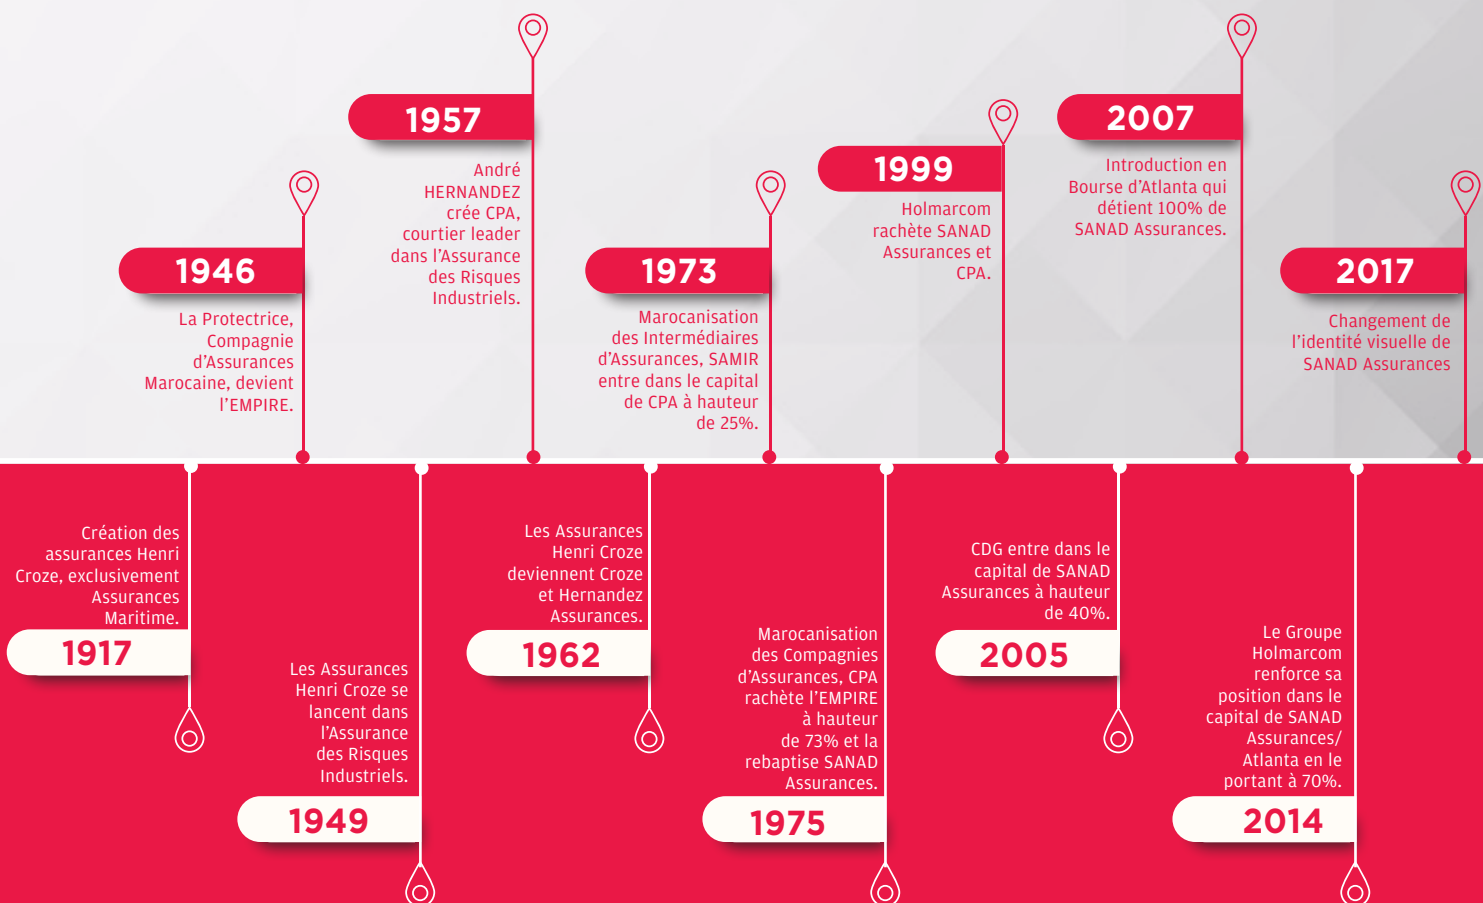 1957
André
HERNANDEZ
crée CPA,
courtier leader
dans l'Assurance
des Risques
Industriels.
2007
Introduction en
Bourse d'Atlanta qui
détient 100% de
SANAD Assurances.
1999
Holmarcom
rachète SANAD
Assurances et
CPA.
1946
La Protectrice,
Compagnie
d'Assurances
Marocaine, devient
l'EMPIRE.
1973
Marocanisation
des Intermédiaires
d'Assurances, SAMIR
entre dans le capital
de CPA à hauteur
de 25%.
2017
Changement de
l'identité visuelle de
SANAD Assurances
Création des
assurances Henri
Croze, exclusivement
Assurances
Maritime.
1917
Les Assurances
Henri Croze se
lancent dans
l'Assurance
des Risques
Industriels.
1949
Les Assurances
Henri Croze
deviennent Croze
et Hernandez
Assurances.
1962
Marocanisation
des Compagnies
d'Assurances, CPA
rachète l'EMPIRE
à hauteur
de 73% et la
rebaptise SANAD
Assurances.
1975
CDG entre dans le
capital de SANAD
Assurances à hauteur
de 40%.
2005
Le Groupe
Holmarcom
renforce sa
position dans le
capital de SANAD
Assurances/
Atlanta en le
portant à 70%.
2014